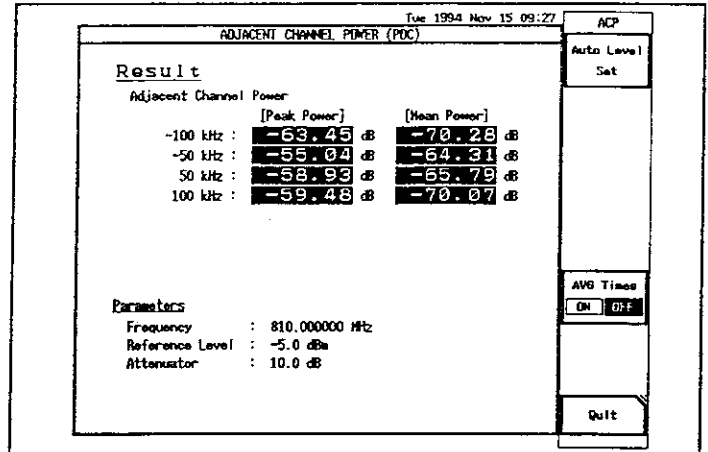 Tue 1994 Nov 15 09:27
ADJACENT CHANNEL POWER (PDC)
Result
Adjacent Channel Power
[Peak Power] [Mean Power]
-100 kHz : -63.45 dB -70.28 dB
-50 kHz : -55.04 dB -64.31 dB
50 kHz : -58.93 dB -65.79 dB
100 kHz : -59.48 dB -70.07 dB
Parameters
Frequency : 810.000000 MHz
Reference Level : -5.0 dBm
Attenuator : 10.0 dB
ACP
Auto Level
Set
AVG Times
ON OFF
Quit